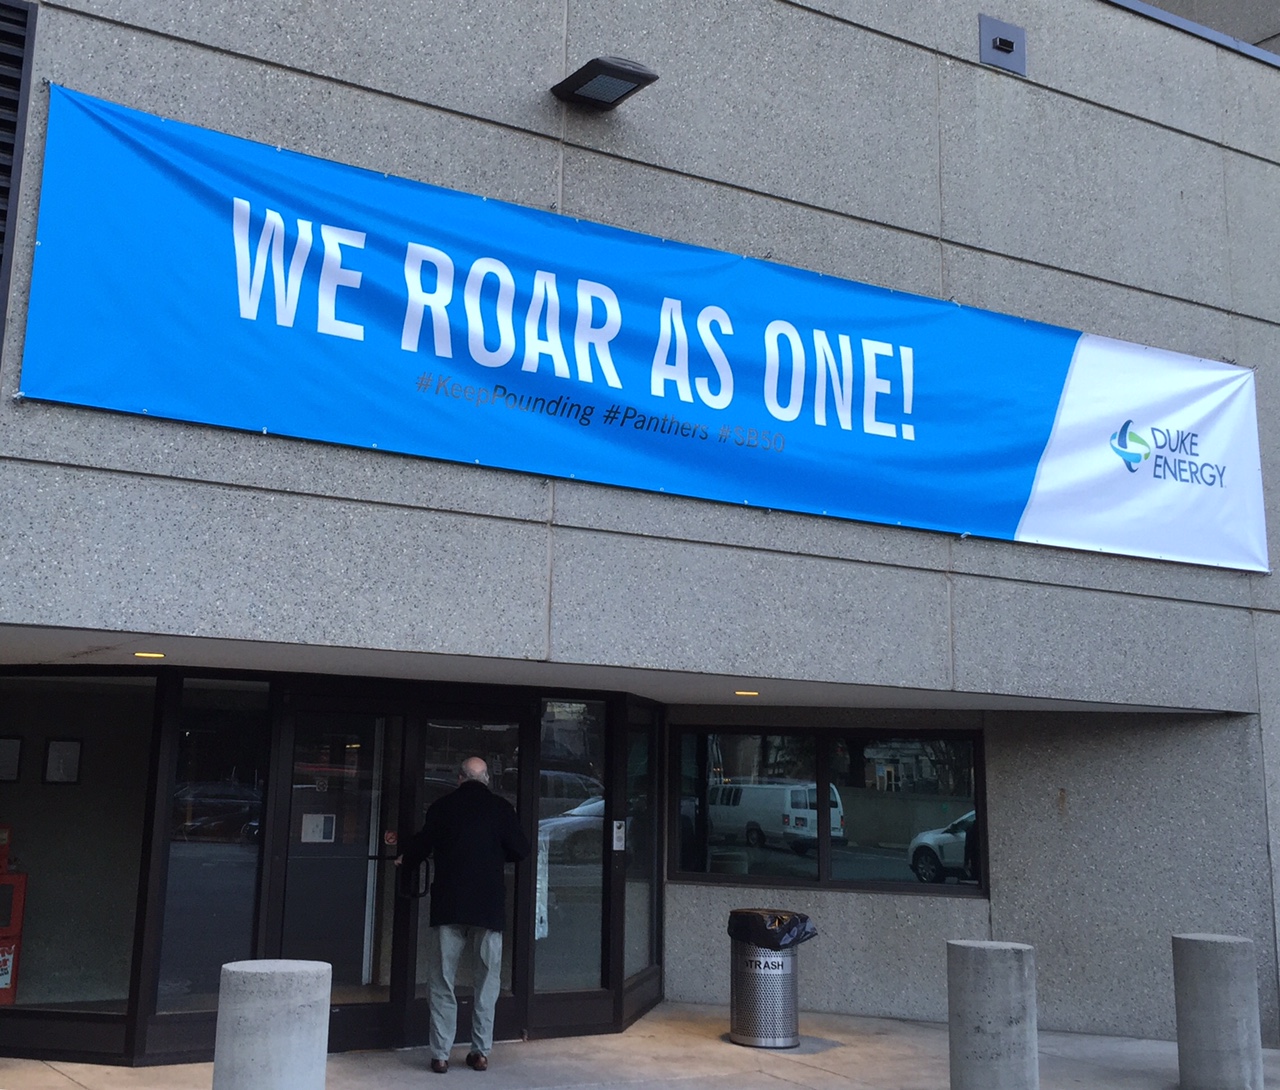 WE ROAR AS ONE!
#KeepPounding #Panthers #SB50
DUKE
ENERGY
TRASH